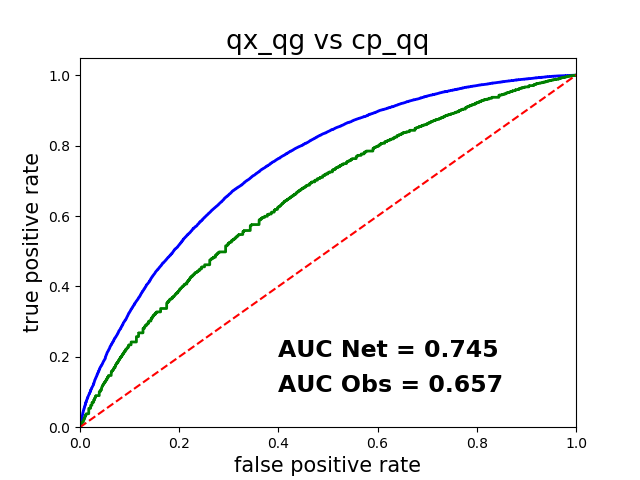 qx_qg vs cp_qq
1.0
0.8
0.6
0.4
0.2
0.0
true positive rate
AUC Net = 0.745
AUC Obs = 0.657
0.0 0.2 0.4 0.6 0.8 1.0
false positive rate